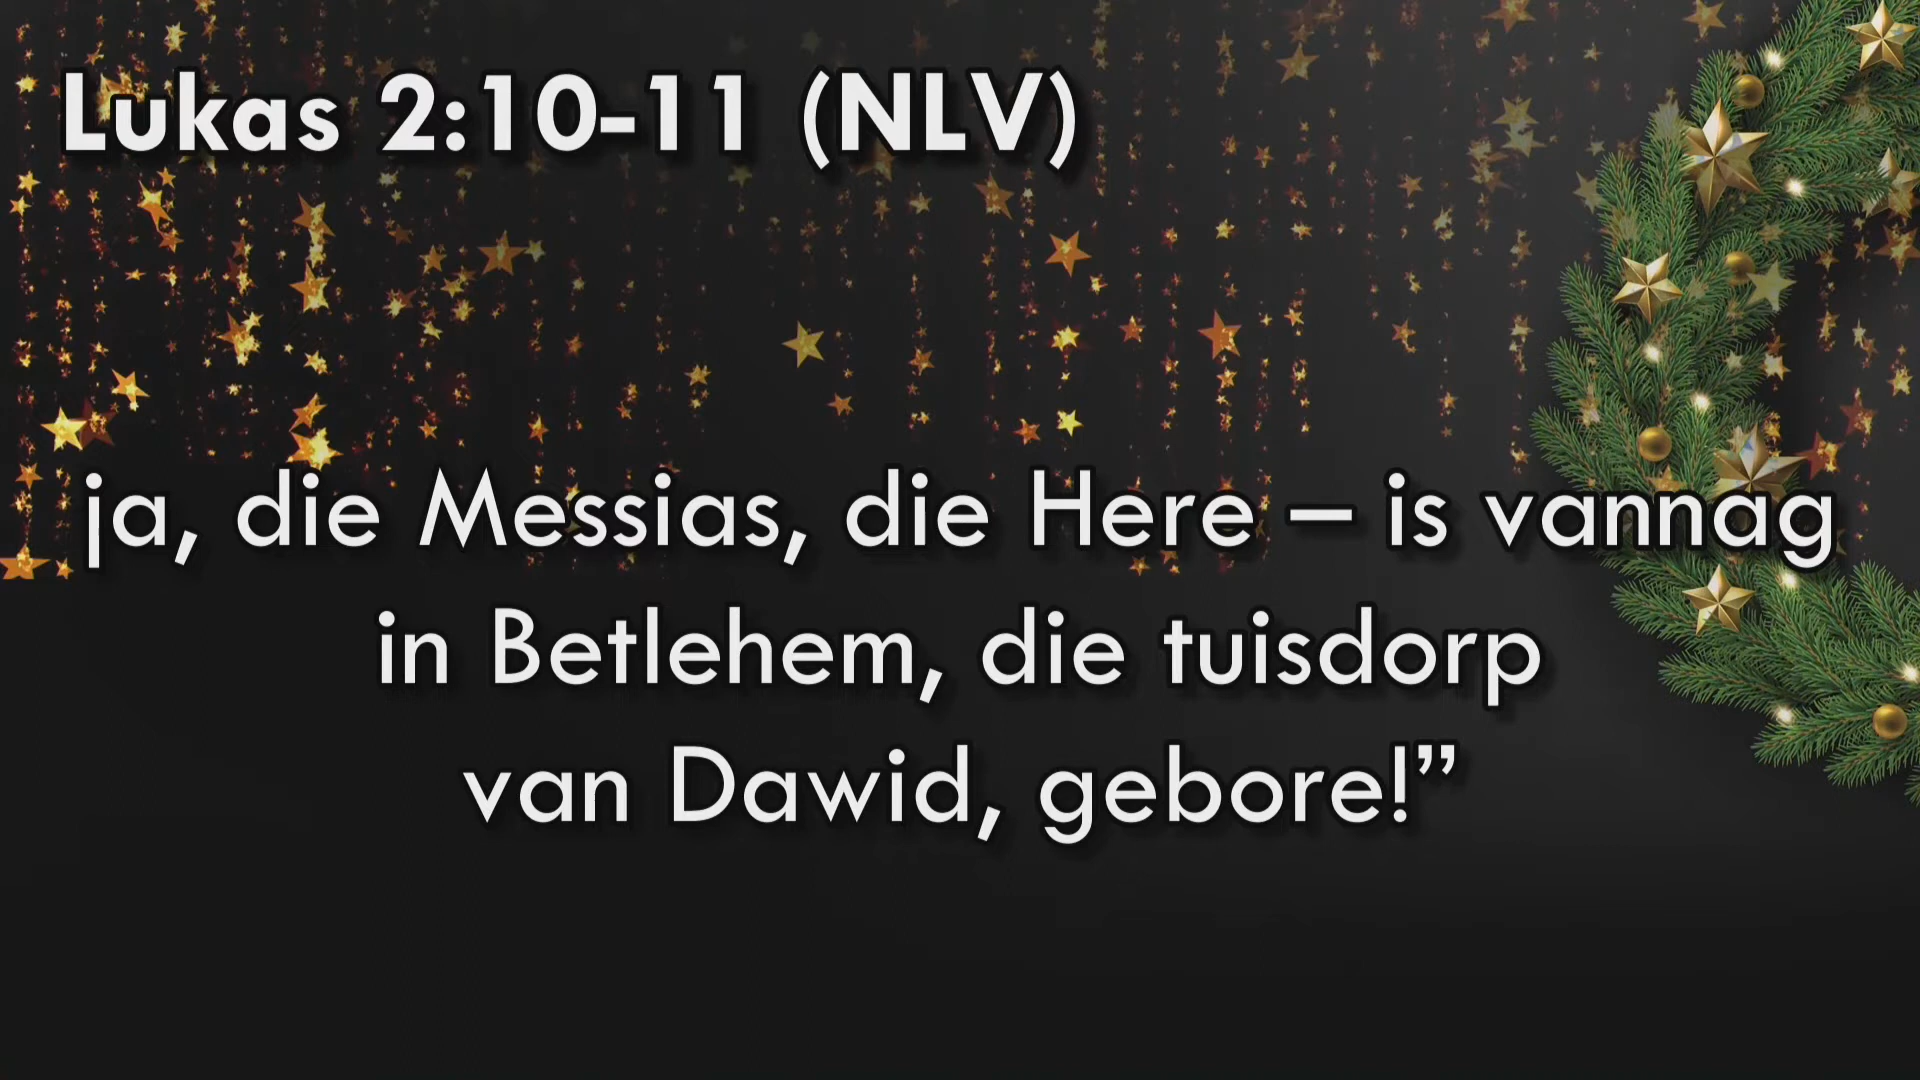 Lukas 2:10-11 (NLV)
ja, die Messias, die Here – is vannag
in Betlehem, die tuisdorp
van Dawid, gebore!”